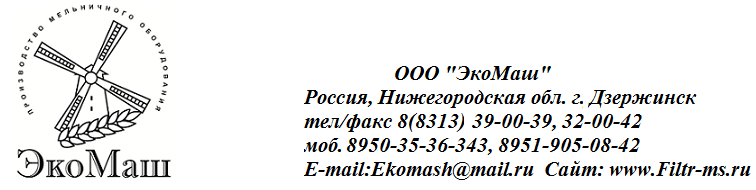 ПРОИЗВОДСТВО МЕЛЬНИЧНОГО ОБОРУДОВАНИЯ
ЭкоМаш
ООО "ЭкоМаш"
Россия, Нижегородская обл. г. Дзержинск
тел/факс 8(8313) 39-00-39, 32-00-42
моб. 8950-35-36-343, 8951-905-08-42
E-mail:Ekomash@mail.ru Сайт: www.Filtr-ms.ru